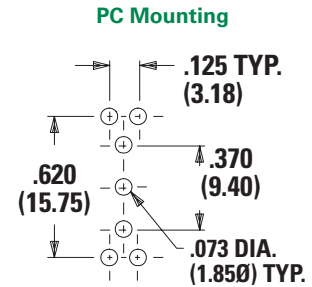 PC Mounting
.125 TYP.
(3.18)
.620
(15.75)
.370
(9.40)
.073 DIA.
(1.85Ø) TYP.